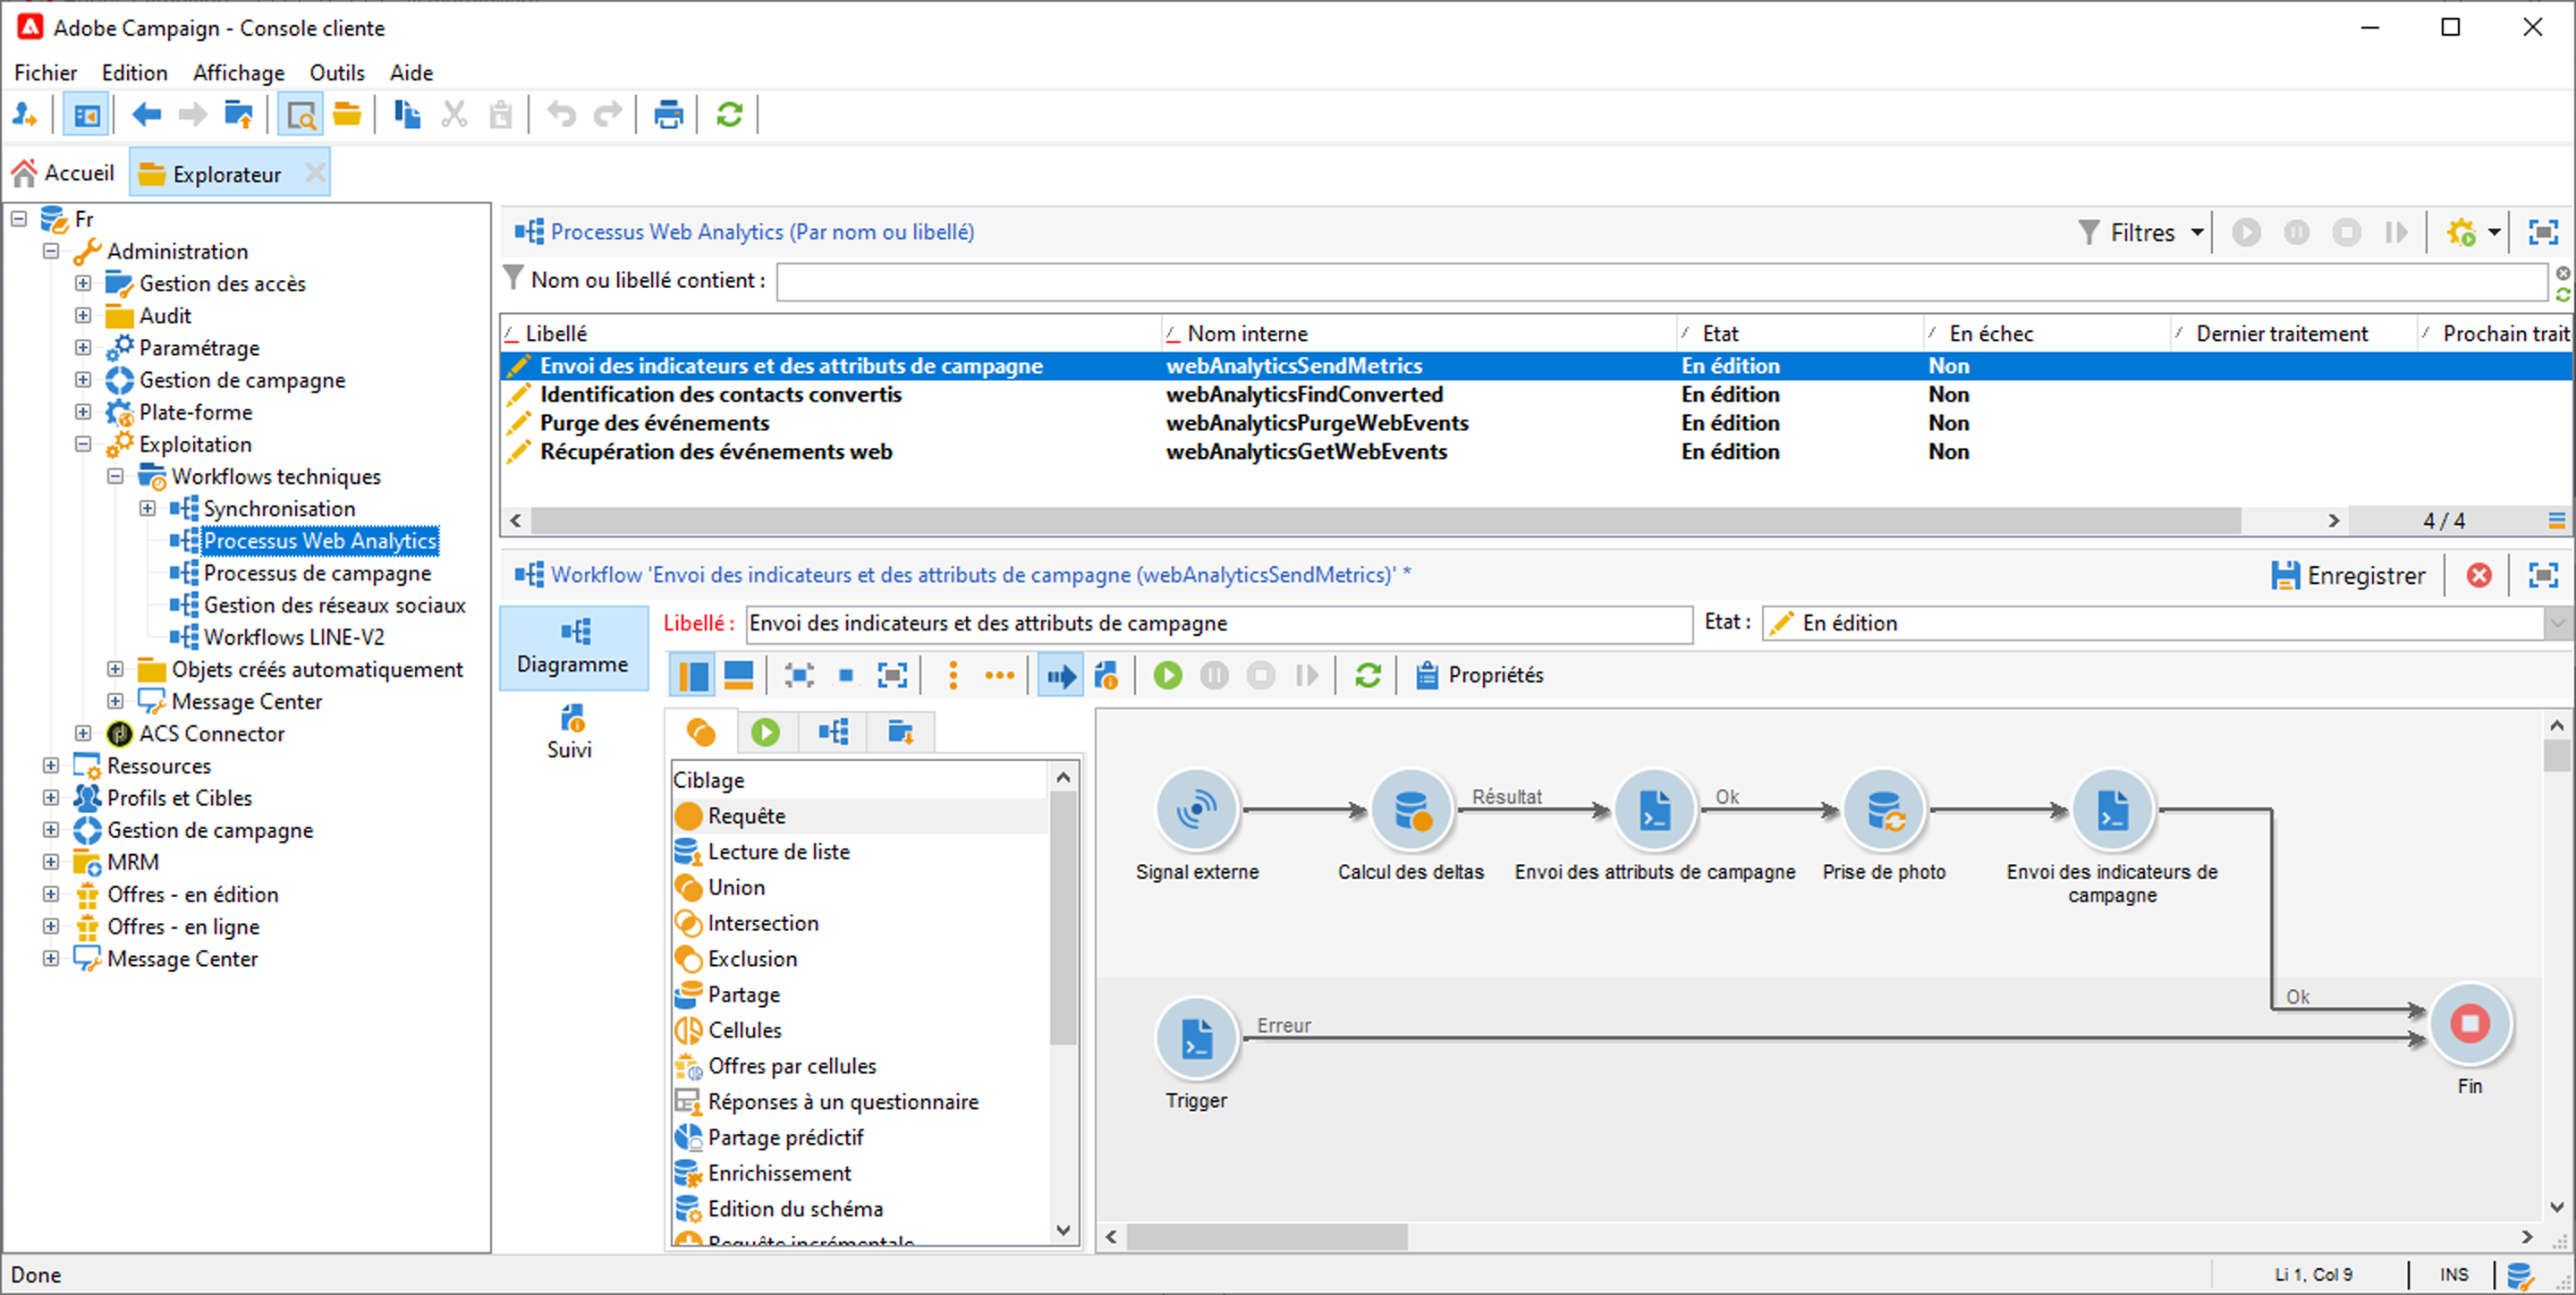 Adobe Campaign - Console cliente
Fichier Edition Affichage Outils Aide
Accueil Explorateur
Fr
Administration
Gestion des accès
Audit
Paramétrage
Gestion de campagne
Plate-forme
Exploitation
Workflows techniques
Synchronisation
Processus Web Analytics
Processus de campagne
Gestion des réseaux sociaux
Workflows LINE-V2
Objets créés automatiquement
Message Center
ACS Connector
Ressources
Profils et Cibles
Gestion de campagne
MRM
Offres - en édition
Offres - en ligne
Message Center
Processus Web Analytics (Par nom ou libellé) Filtres
Nom ou libellé contient :
Libellé Nom interne Etat En échec Dernier traitement Prochain trait
Envoi des indicateurs et des attributs de campagne webAnalyticsSendMetrics En édition Non
Identification des contacts convertis webAnalyticsFindConverted En édition Non
Purge des événements webAnalyticsPurgeWebEvents En édition Non
Récupération des événements web webAnalyticsGetWebEvents En édition Non
4 / 4
Workflow 'Envoi des indicateurs et des attributs de campagne (webAnalyticsSendMetrics)' * Enregistrer
Diagramme
Suivi
Libellé : Envoi des indicateurs et des attributs de campagne Etat : En édition
Propriétés
Ciblage
Requête
Lecture de liste
Union
Intersection
Exclusion
Partage
Cellules
Offres par cellules
Réponses à un questionnaire
Partage prédictif
Enrichissement
Edition du schéma
Requête incrémentale
Résultat Ok
Signal externe Calcul des deltas Envoi des attributs de campagne Prise de photo Envoi des indicateurs de
campagne
Ok
Erreur
Trigger
Fin
Done Li 1, Col 9 INS